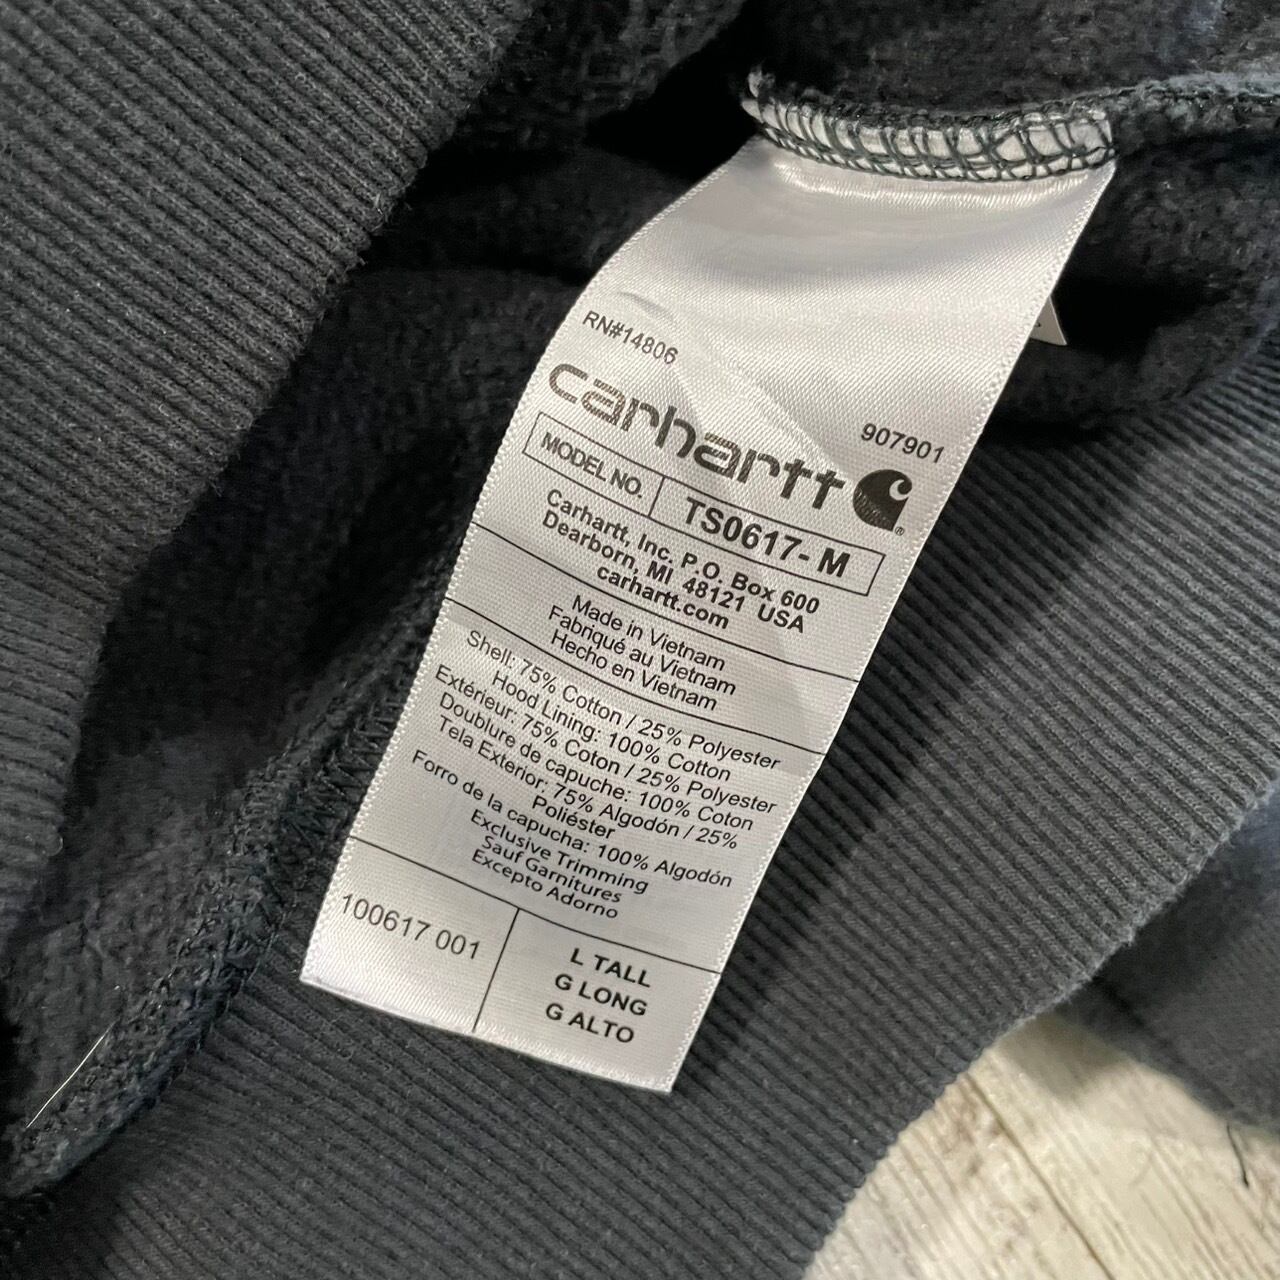 RN#14806
907901
carhartt
MODEL NO. TS0617- M
Carhartt, Inc. P.O. Box 600
Dearborn, MI 48121 USA
carhartt.com
Made in Vietnam
Fabriqué au Vietnam
Hecho en Vietnam
Shell: 75% Cotton / 25% Polyester
Hood Lining: 100% Cotton
Extérieur: 75% Coton / 25% Polyester
Doublure de capuche: 100% Coton
Tela Exterior: 75% Algodón / 25%
Poliéster
Forro de la capucha: 100% Algodón
Exclusive Trimming
Sauf Garnitures
Excepto Adorno
100617 001
L TALL
G LONG
G ALTO